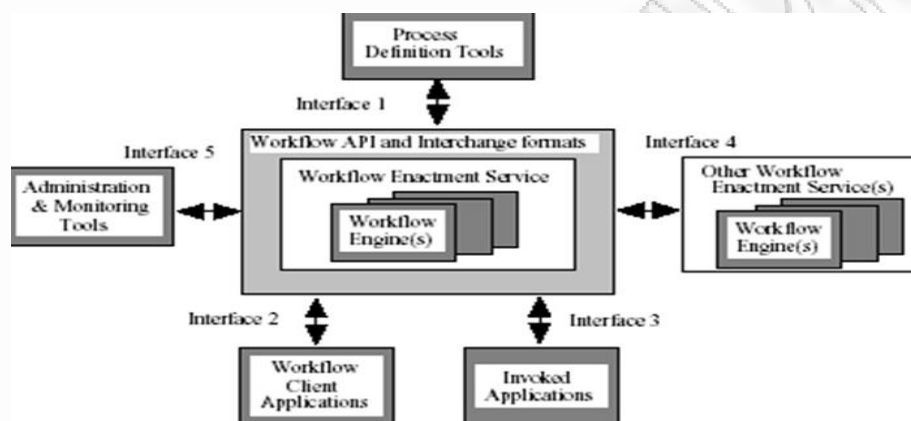 Process
Definition Tools
Interface 1
Workflow API and Interchange formats
Interface 5
Interface 4
Workflow Enactment Service
Workflow
Engine(s)
Administration
& Monitoring
Tools
Other Workflow
Enactment Service(s)
Workflow
Engine(s)
Interface 2
Interface 3
Workflow
Client
Applications
Invoked
Applications